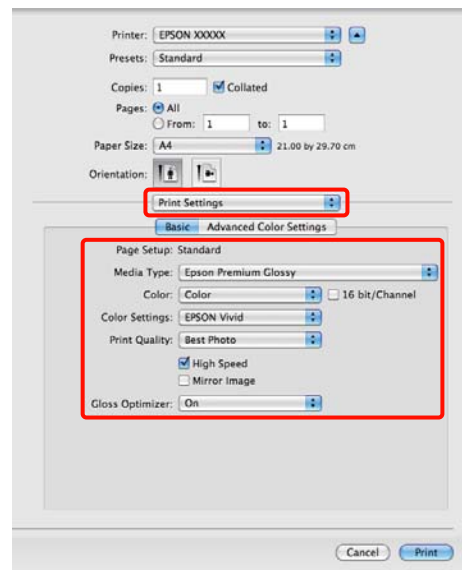 Printer: EPSON XXXXX
Presets: Standard
Copies: 1 Collated
Pages: All
From: 1 to: 1
Paper Size: A4 21.00 by 29.70 cm
Orientation:
Print Settings
Basic Advanced Color Settings
Page Setup: Standard
Media Type: Epson Premium Glossy
Color: Color 16 bit/Channel
Color Settings: EPSON Vivid
Print Quality: Best Photo
High Speed
Mirror Image
Gloss Optimizer: On
Cancel Print